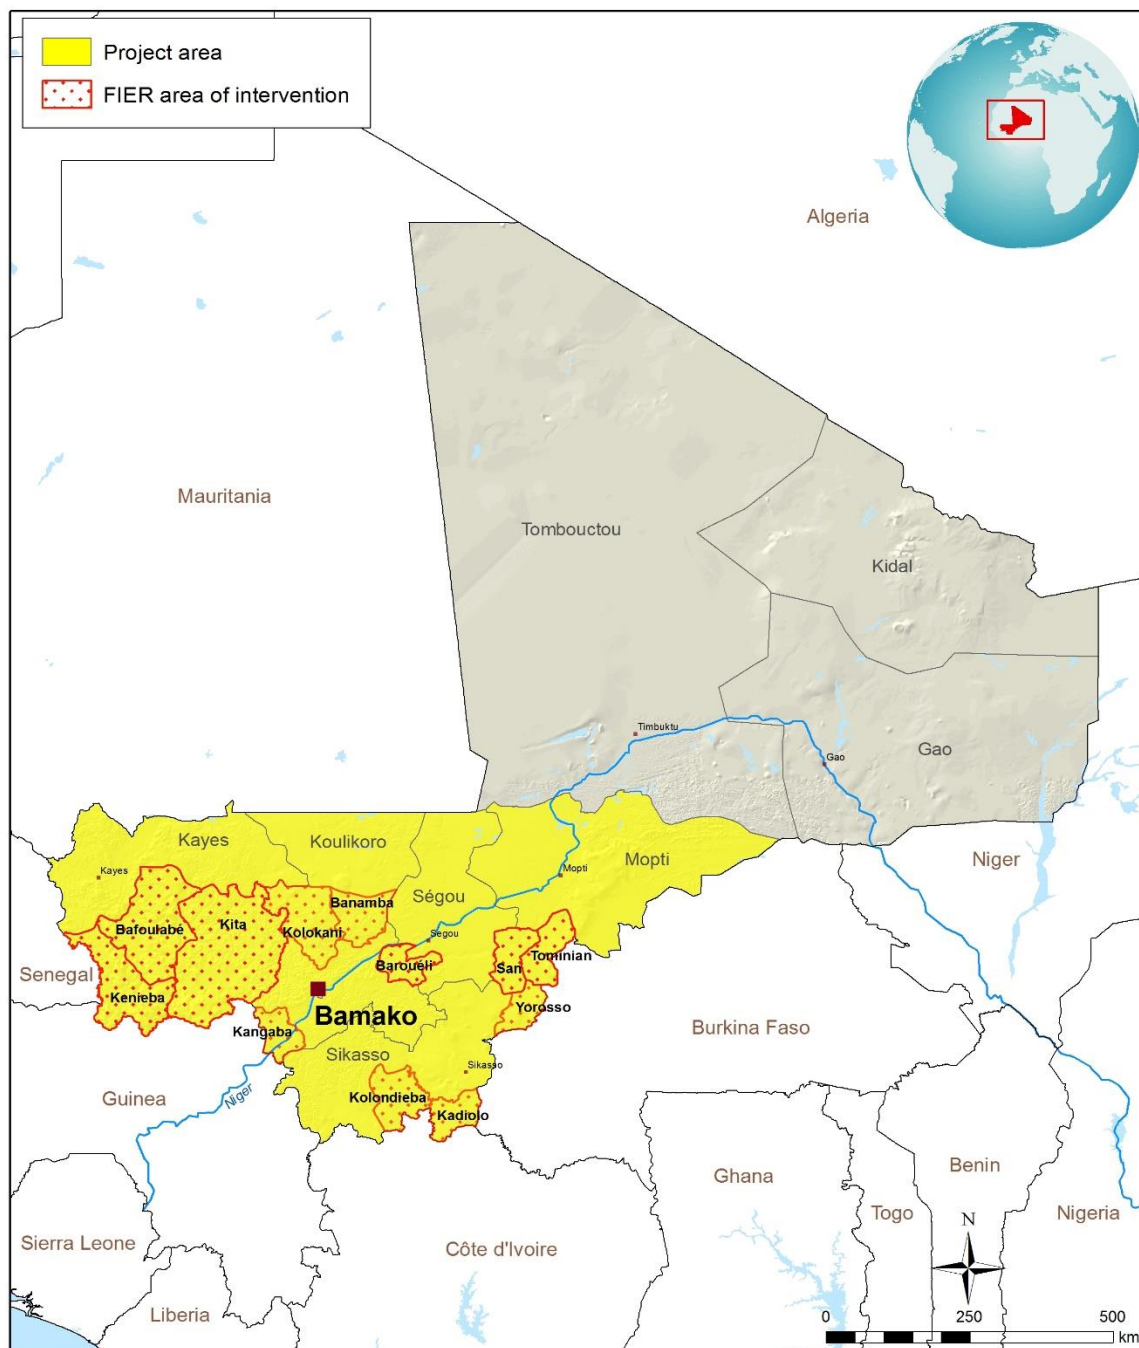 Project area
FIER area of intervention
Algeria
Mauritania
Tombouctou
Kidal
Timbuktu
Gao
Gao
Kayes
Koulikoro
Mopti
Niger
Kayes
Mopti
Ségou
Banamba
Bafoulabé
Kita
Kolokani
Ségou
Barouéli
San
Tominian
Senegal
Kenieba
Yorosso
Bamako
Kangaba
Burkina Faso
Sikasso
Sikasso
Guinea
Niger
Kolondieba
Kadiolo
Ghana
Benin
Togo
Nigeria
N
Sierra Leone
Côte d'Ivoire
Liberia
0 250 500
km